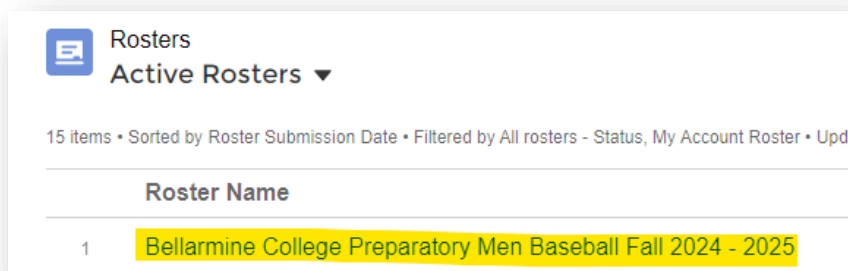 Rosters
Active Rosters
15 items • Sorted by Roster Submission Date • Filtered by All rosters - Status, My Account Roster • Upd
Roster Name
1 Bellarmine College Preparatory Men Baseball Fall 2024 - 2025